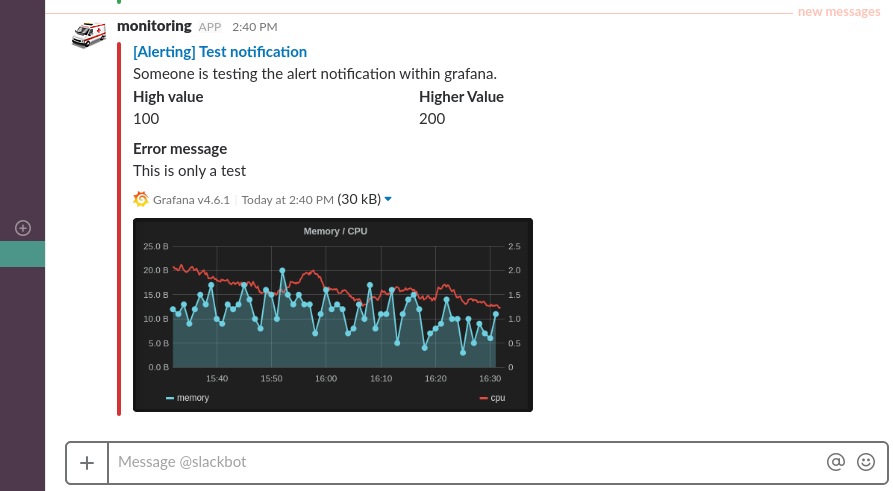 new messages
monitoring APP 2:40 PM
[Alerting] Test notification
Someone is testing the alert notification within grafana.
High value Higher Value
100 200
Error message
This is only a test
Grafana v4.6.1 Today at 2:40 PM (30 kB)
Memory / CPU
25.0 B 2.5
20.0 B 2.0
15.0 B 1.5
10.0 B 1.0
5.0 B 0.5
0.0 B 0
15:40 15:50 16:00 16:10 16:20 16:30
memory cpu
Message @slackbot